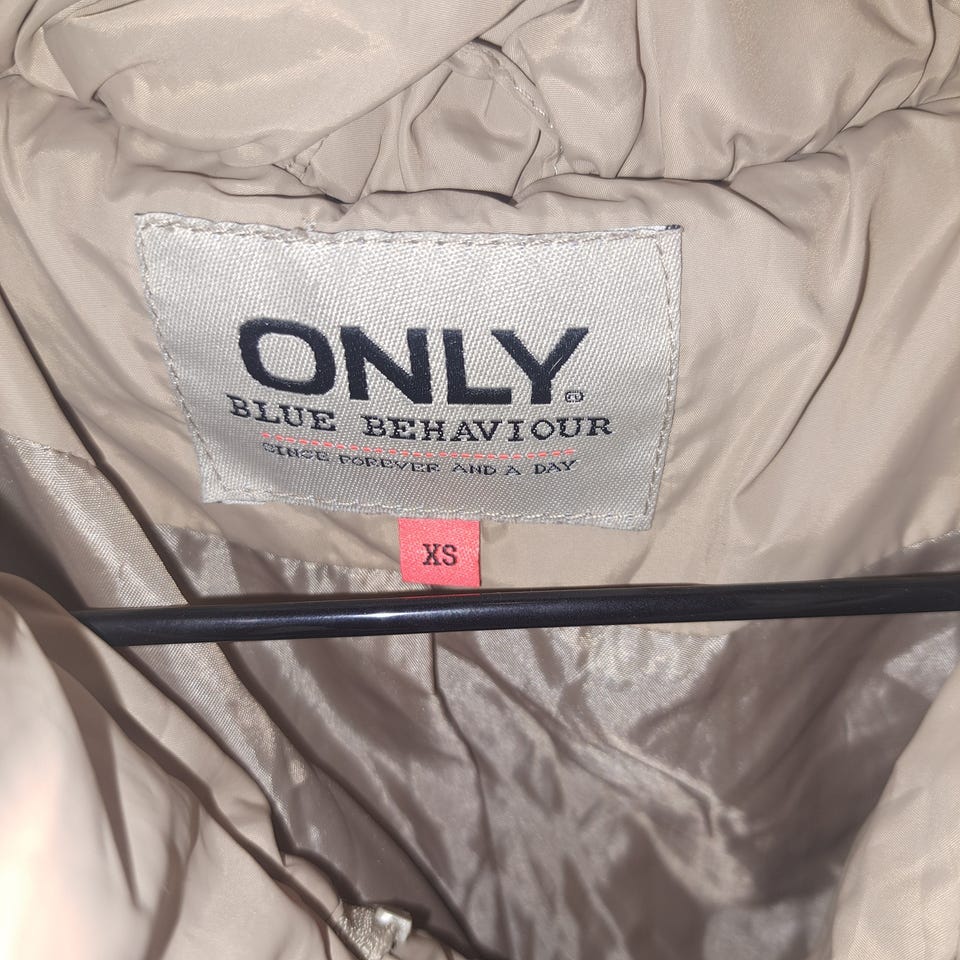 ONLY®
BLUE BEHAVIOUR
SINCE FOREVER AND A DAY
XS